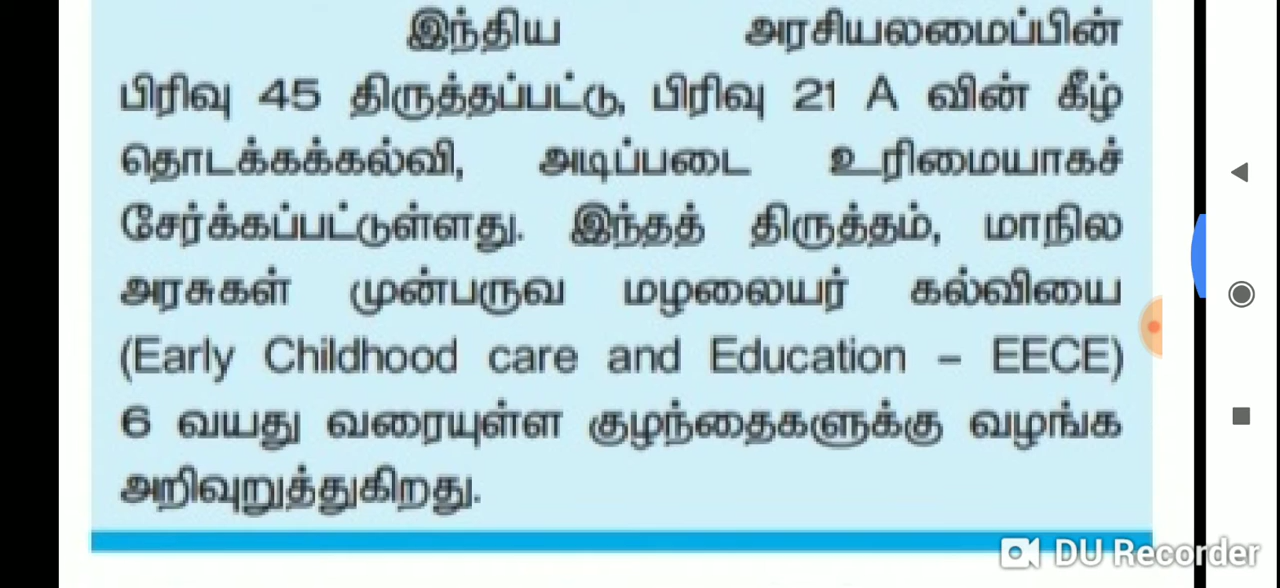 இந்திய அரசியலமைப்பின்
பிரிவு 45 திருத்தப்பட்டு, பிரிவு 21 A வின் கீழ்
தொடக்கக்கல்வி, அடிப்படை உரிமையாகச்
சேர்க்கப்பட்டுள்ளது. இந்தத் திருத்தம், மாநில
அரசுகள் முன்பருவ மழலையர் கல்வியை
(Early Childhood care and Education – EECE)
6 வயது வரையுள்ள குழந்தைகளுக்கு வழங்க
அறிவுறுத்துகிறது.
DU Recorder